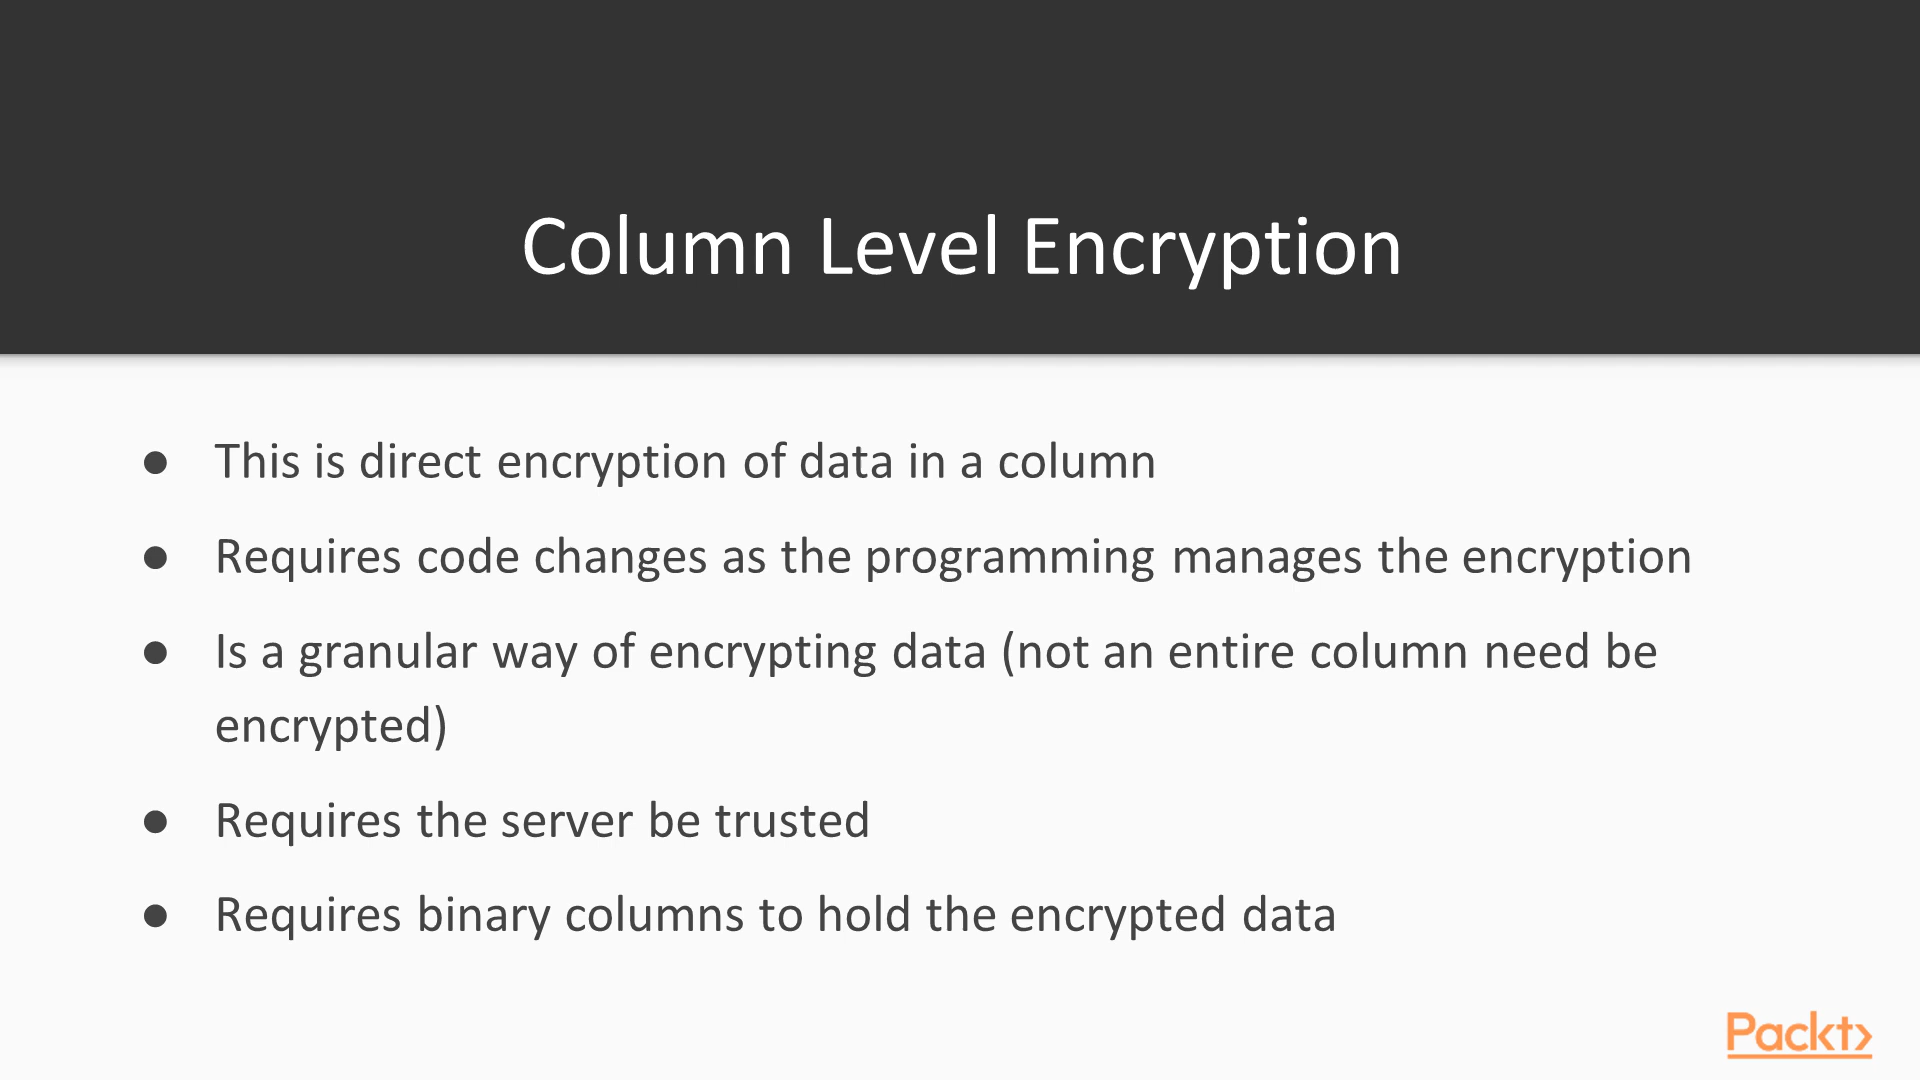 Column Level Encryption
● This is direct encryption of data in a column
● Requires code changes as the programming manages the encryption
● Is a granular way of encrypting data (not an entire column need be
encrypted)
● Requires the server be trusted
● Requires binary columns to hold the encrypted data
Packt>